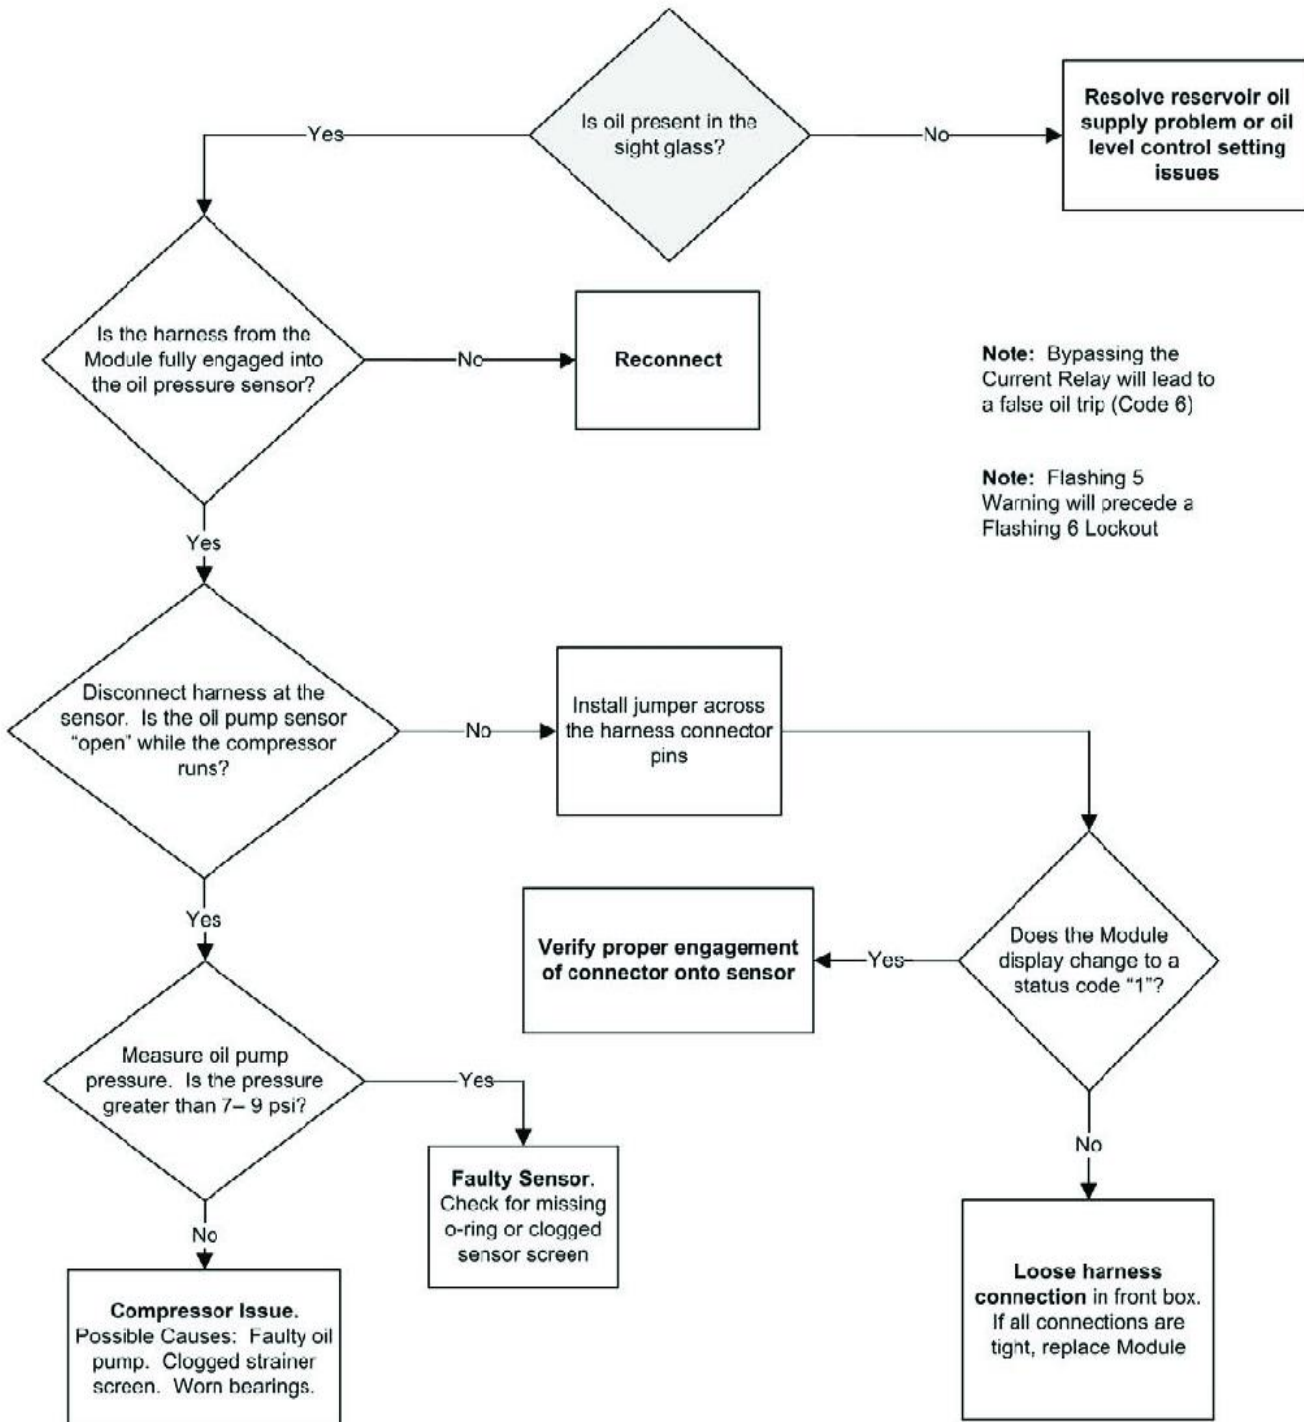 Is oil present in the
sight glass?
Yes
No
Resolve reservoir oil
supply problem or oil
level control setting
issues
Is the harness from the
Module fully engaged into
the oil pressure sensor?
No
Reconnect
Note: Bypassing the
Current Relay will lead to
a false oil trip (Code 6)
Note: Flashing 5
Warning will precede a
Flashing 6 Lockout
Yes
Disconnect harness at the
sensor. Is the oil pump sensor
"open" while the compressor
runs?
No
Install jumper across
the harness connector
pins
Yes
Does the Module
display change to a
status code "1"?
Yes
Verify proper engagement
of connector onto sensor
Measure oil pump
pressure. Is the pressure
greater than 7– 9 psi?
Yes
Faulty Sensor.
Check for missing
o-ring or clogged
sensor screen
No
Loose harness
connection in front box.
If all connections are
tight, replace Module
No
Compressor Issue.
Possible Causes: Faulty oil
pump. Clogged strainer
screen. Worn bearings.